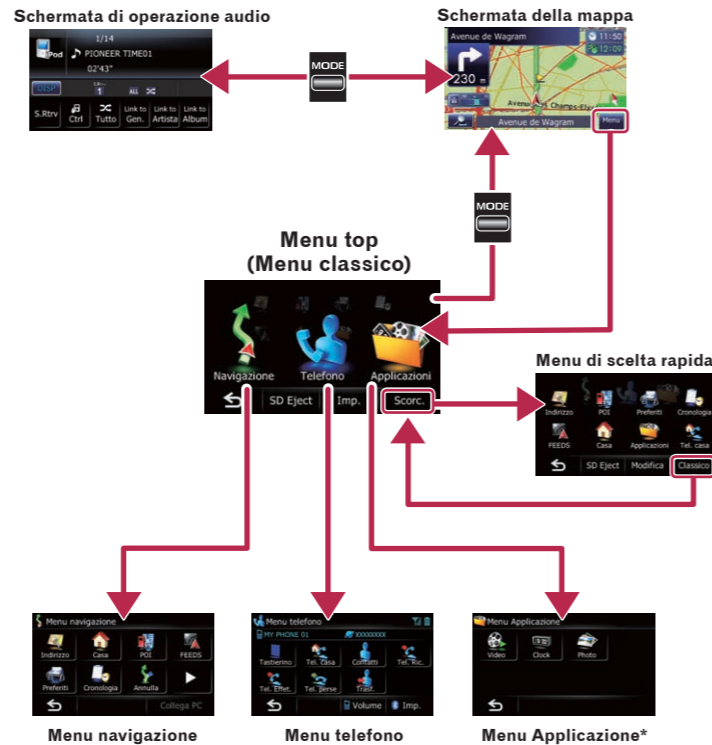 Schermata di operazione audio
1/14
Pod
PIONEER TIME01
02'43"
DISP
1
ALL
S.Rtrv
Ctrl
Tutto
Link to Gen.
Link to Artista
Link to Album
MODE
Schermata della mappa
Avenue de Wagram
11:50
12:09
230
Avenue des Champs-Elys
Avenue de Wagram
Menu
MODE
Menu top
(Menu classico)
Navigazione
Telefono
Applicazioni
SD Eject
Imp.
Scorc.
Menu di scelta rapida
Indirizzo
POI
Preferiti
Cronologia
FEEDS
Casa
Applicazioni
Tel. casa
SD Eject
Modifica
Classico
Menu navigazione
Indirizzo
Casa
POI
FEEDS
Preferiti
Cronologia
Annulla
Collega PC
Menu navigazione
Menu telefono
MY PHONE 01
XXXXXXXX
Tastierino
Tel. casa
Contatti
Tel. Ric.
Tel. Effet.
Tel. perse
Trasf.
Volume
Imp.
Menu telefono
Menu Applicazione
Video
Clock
Photo
Menu Applicazione*